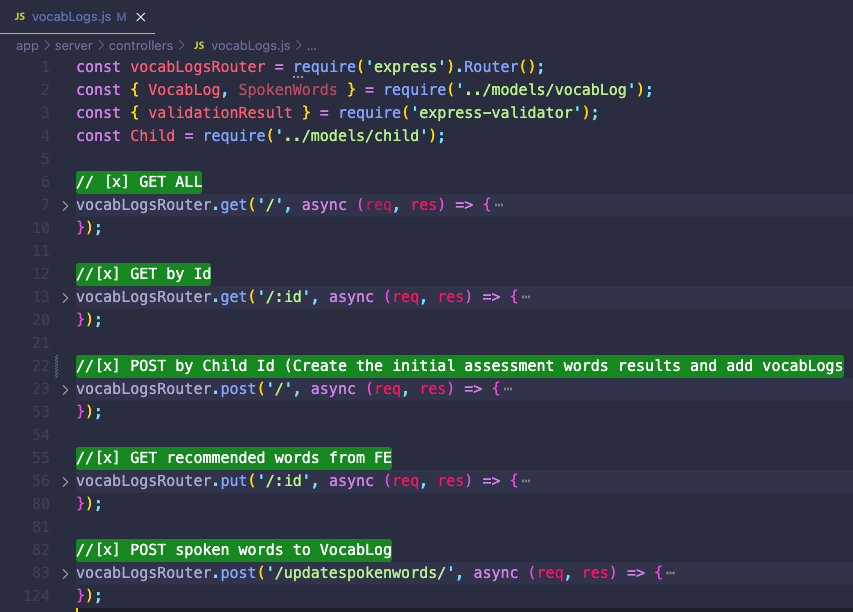 JS vocabLogs.js M ×
app > server > controllers > JS vocabLogs.js > ...
1 const vocabLogsRouter = require('express').Router();
2 const { VocabLog, SpokenWords } = require('../models/vocabLog');
3 const { validationResult } = require('express-validator');
4 const Child = require('../models/child');
5
6 // [x] GET ALL
7 > vocabLogsRouter.get('/', async (req, res) => {⋯
10 });
11
12 //[x] GET by Id
13 > vocabLogsRouter.get('/:id', async (req, res) => {⋯
20 });
21
22 //[x] POST by Child Id (Create the initial assessment words results and add vocabLogs
23 > vocabLogsRouter.post('/', async (req, res) => {⋯
53 });
54
55 //[x] GET recommended words from FE
56 > vocabLogsRouter.put('/:id', async (req, res) => {⋯
80 });
81
82 //[x] POST spoken words to VocabLog
83 > vocabLogsRouter.post('/updatespokenwords/', async (req, res) => {⋯
124 });